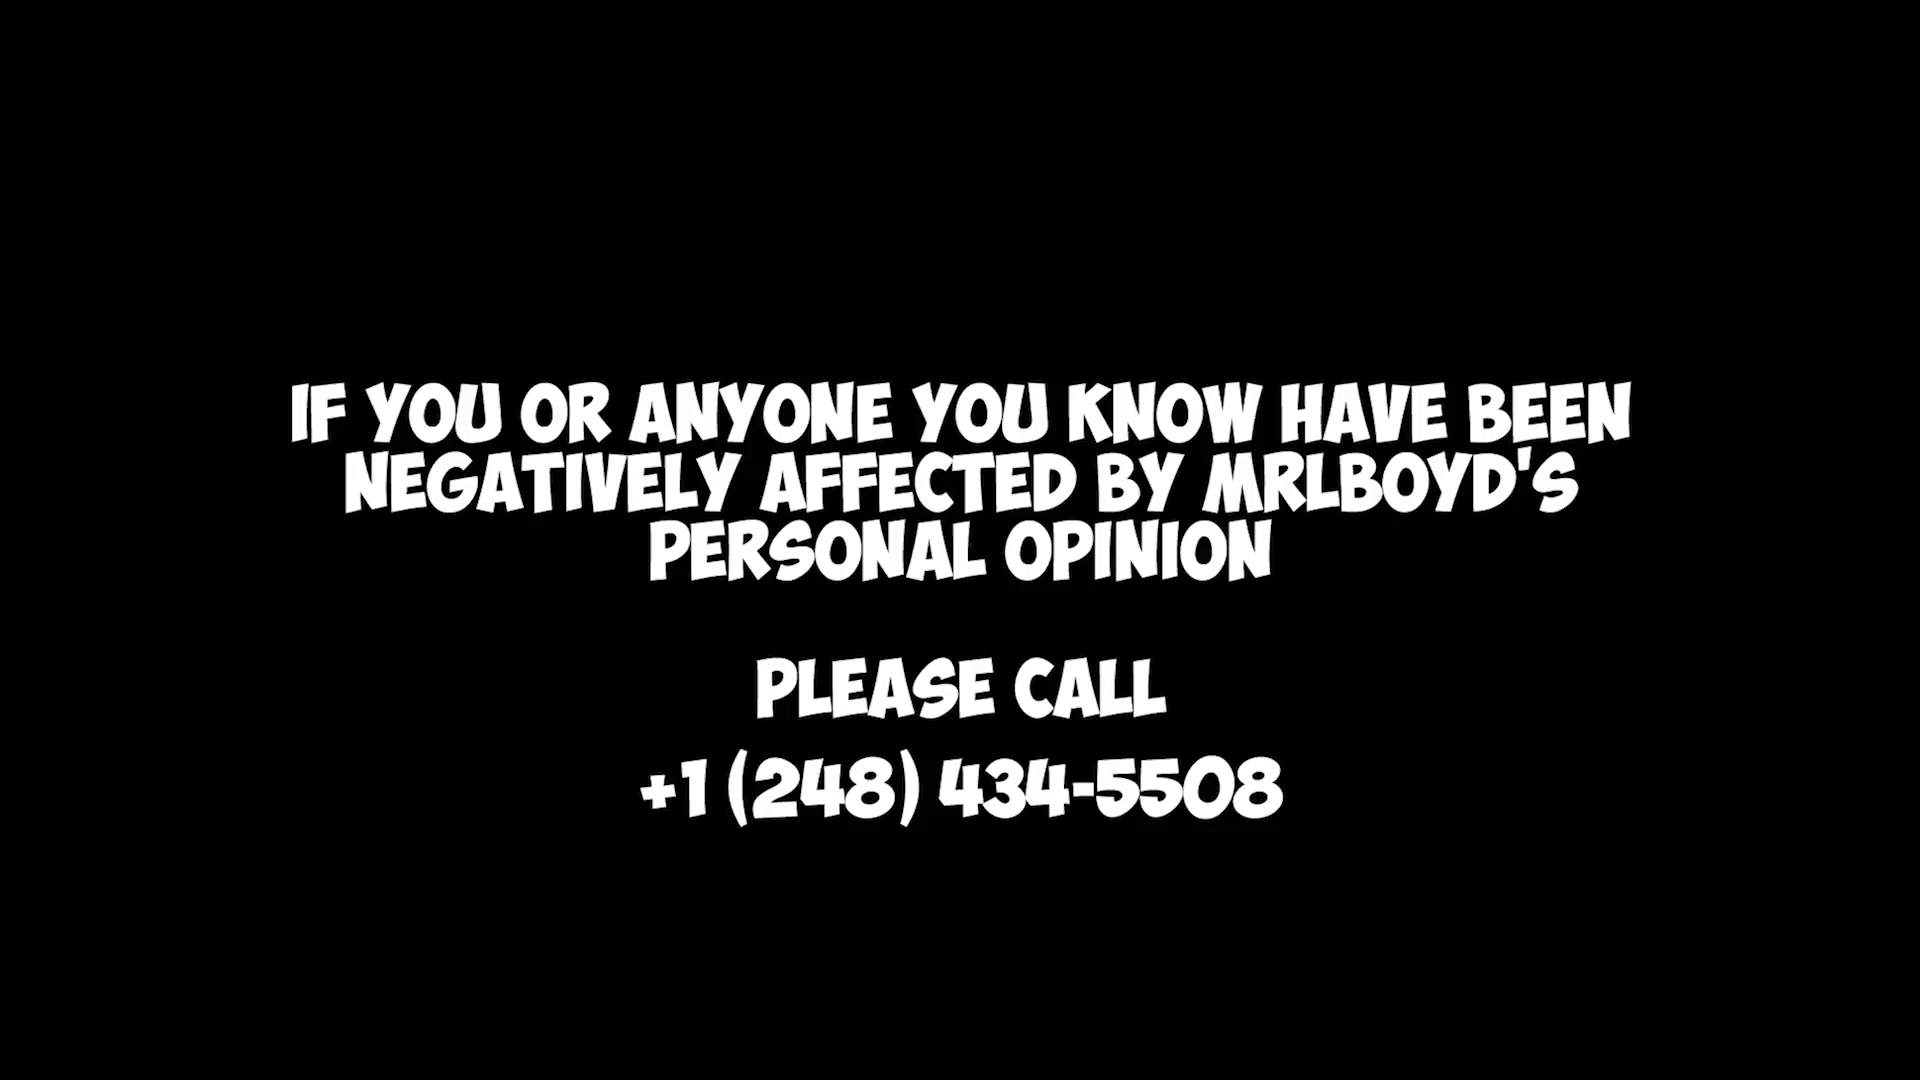 IF YOU OR ANYONE YOU KNOW HAVE BEEN
NEGATIVELY AFFECTED BY MRLBOYD'S
PERSONAL OPINION
PLEASE CALL
+1 (248) 434-5508